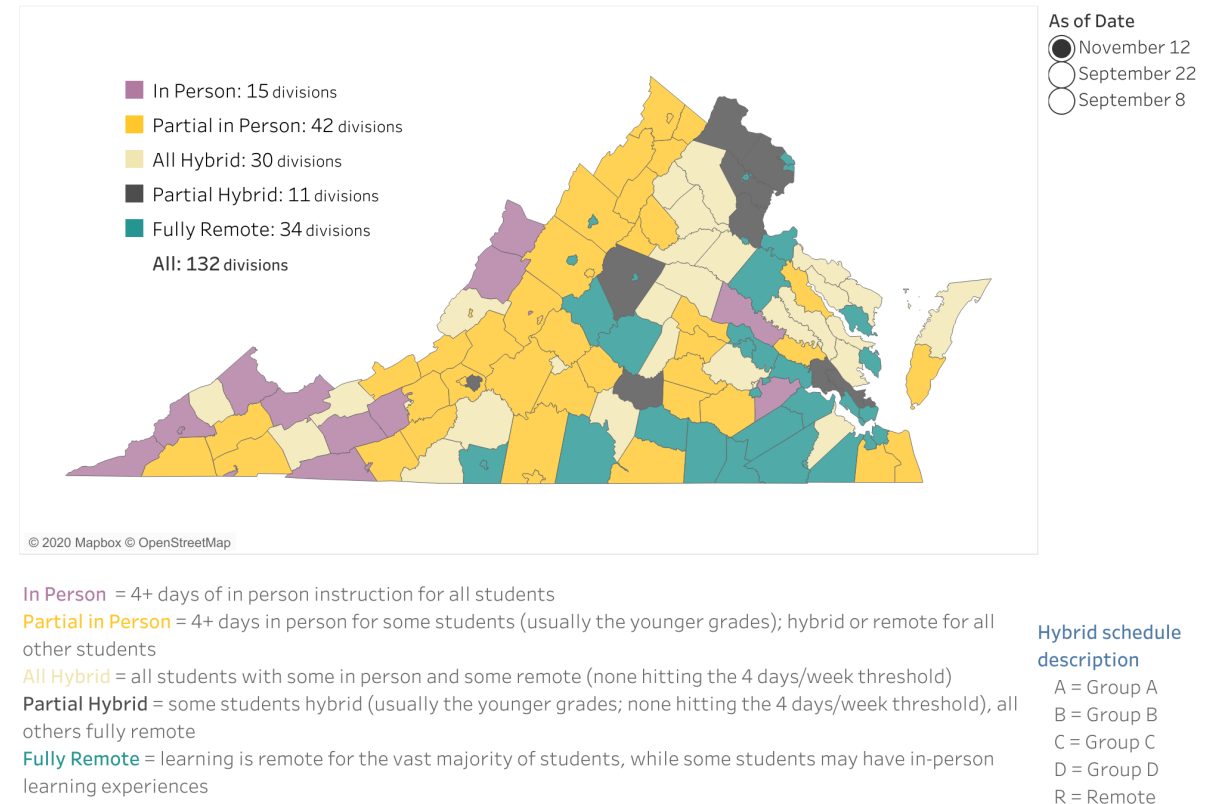 As of Date
November 12
September 22
September 8
In Person: 15 divisions
Partial in Person: 42 divisions
All Hybrid: 30 divisions
Partial Hybrid: 11 divisions
Fully Remote: 34 divisions
All: 132 divisions
© 2020 Mapbox © OpenStreetMap
In Person = 4+ days of in person instruction for all students
Partial in Person = 4+ days in person for some students (usually the younger grades); hybrid or remote for all
other students
All Hybrid = all students with some in person and some remote (none hitting the 4 days/week threshold)
Partial Hybrid = some students hybrid (usually the younger grades; none hitting the 4 days/week threshold), all
others fully remote
Fully Remote = learning is remote for the vast majority of students, while some students may have in-person
learning experiences
Hybrid schedule
description
A = Group A
B = Group B
C = Group C
D = Group D
R = Remote